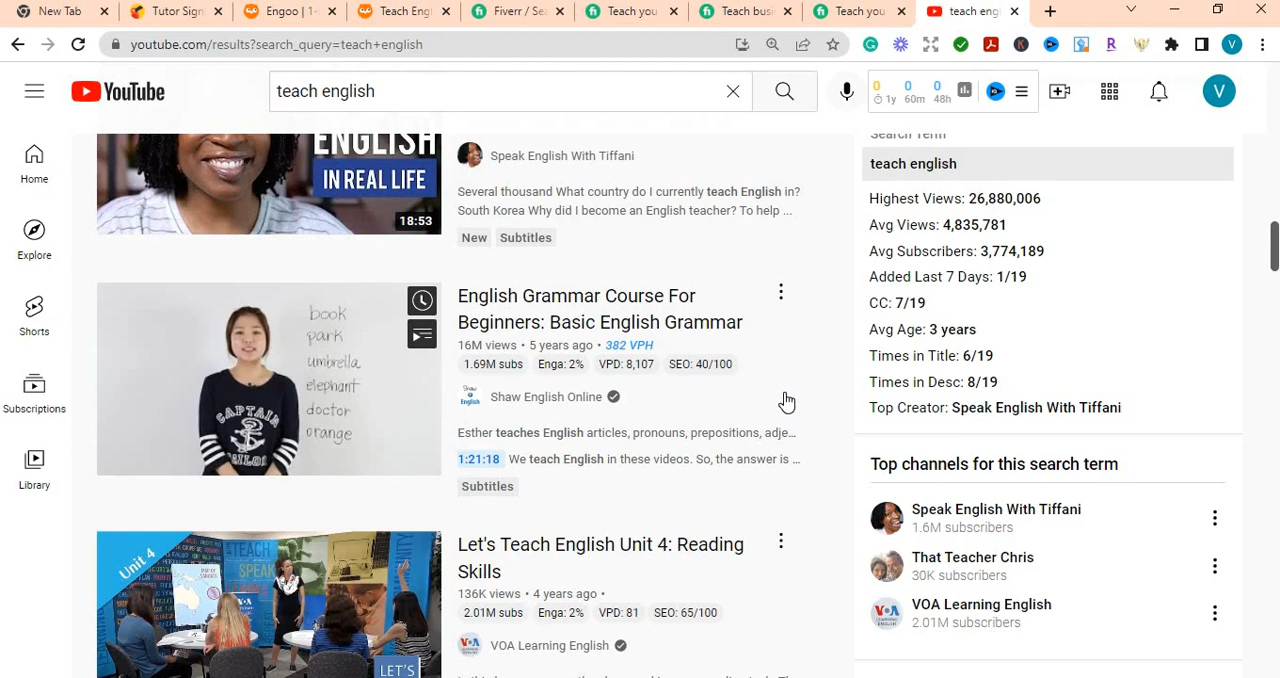 New Tab
Tutor Sign
Engoo | 1-
Teach Engl
Fiverr / Sea
Teach you
Teach busi
Teach you
teach engl
youtube.com/results?search_query=teach+english
YouTube
teach english
0 0 0
1y 60m 48h
V
V
Home
Explore
Shorts
Subscriptions
Library
ENGLISH
IN REAL LIFE
18:53
Speak English With Tiffani
Several thousand What country do I currently teach English in?
South Korea Why did I become an English teacher? To help ...
New Subtitles
book
park
umbrella
elephant
doctor
orange
CAPTAIN
SAILOR
English Grammar Course For
Beginners: Basic English Grammar
16M views • 5 years ago • 382 VPH
1.69M subs Enga: 2% VPD: 8,107 SEO: 40/100
Shaw English Online
Esther teaches English articles, pronouns, prepositions, adje...
1:21:18 We teach English in these videos. So, the answer is ...
Subtitles
Unit 4
LET'S
Let's Teach English Unit 4: Reading
Skills
136K views • 4 years ago •
2.01M subs Enga: 2% VPD: 81 SEO: 65/100
VOA Learning English
Search Term
teach english
Highest Views: 26,880,006
Avg Views: 4,835,781
Avg Subscribers: 3,774,189
Added Last 7 Days: 1/19
CC: 7/19
Avg Age: 3 years
Times in Title: 6/19
Times in Desc: 8/19
Top Creator: Speak English With Tiffani
Top channels for this search term
Speak English With Tiffani
1.6M subscribers
That Teacher Chris
30K subscribers
VOA Learning English
2.01M subscribers